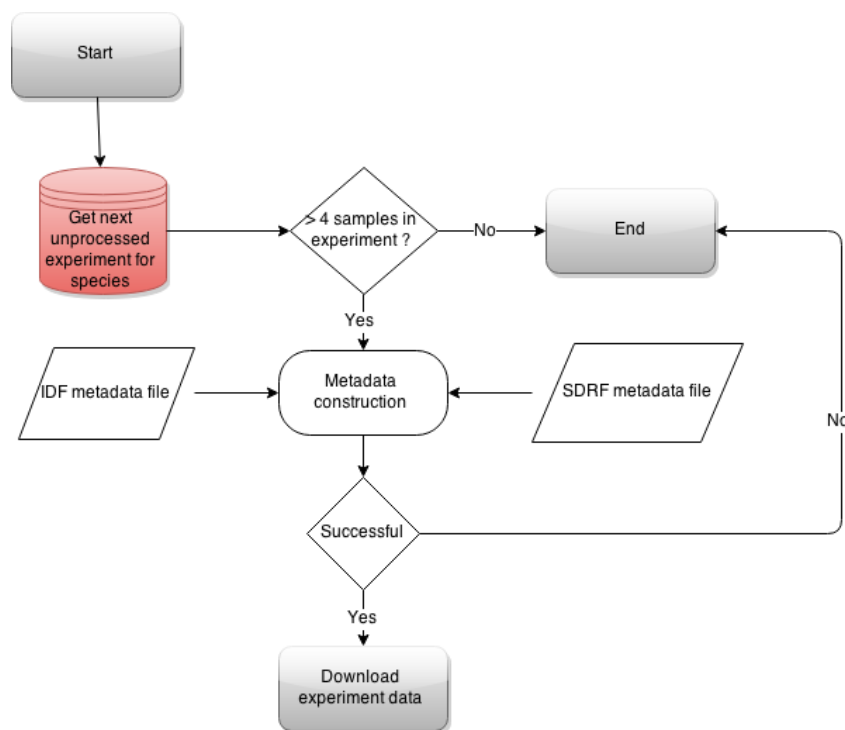 Start
Get next
unprocessed
experiment for
species
> 4 samples in
experiment ?
No
End
Yes
IDF metadata file
Metadata
construction
SDRF metadata file
No
Successful
Yes
Download
experiment data